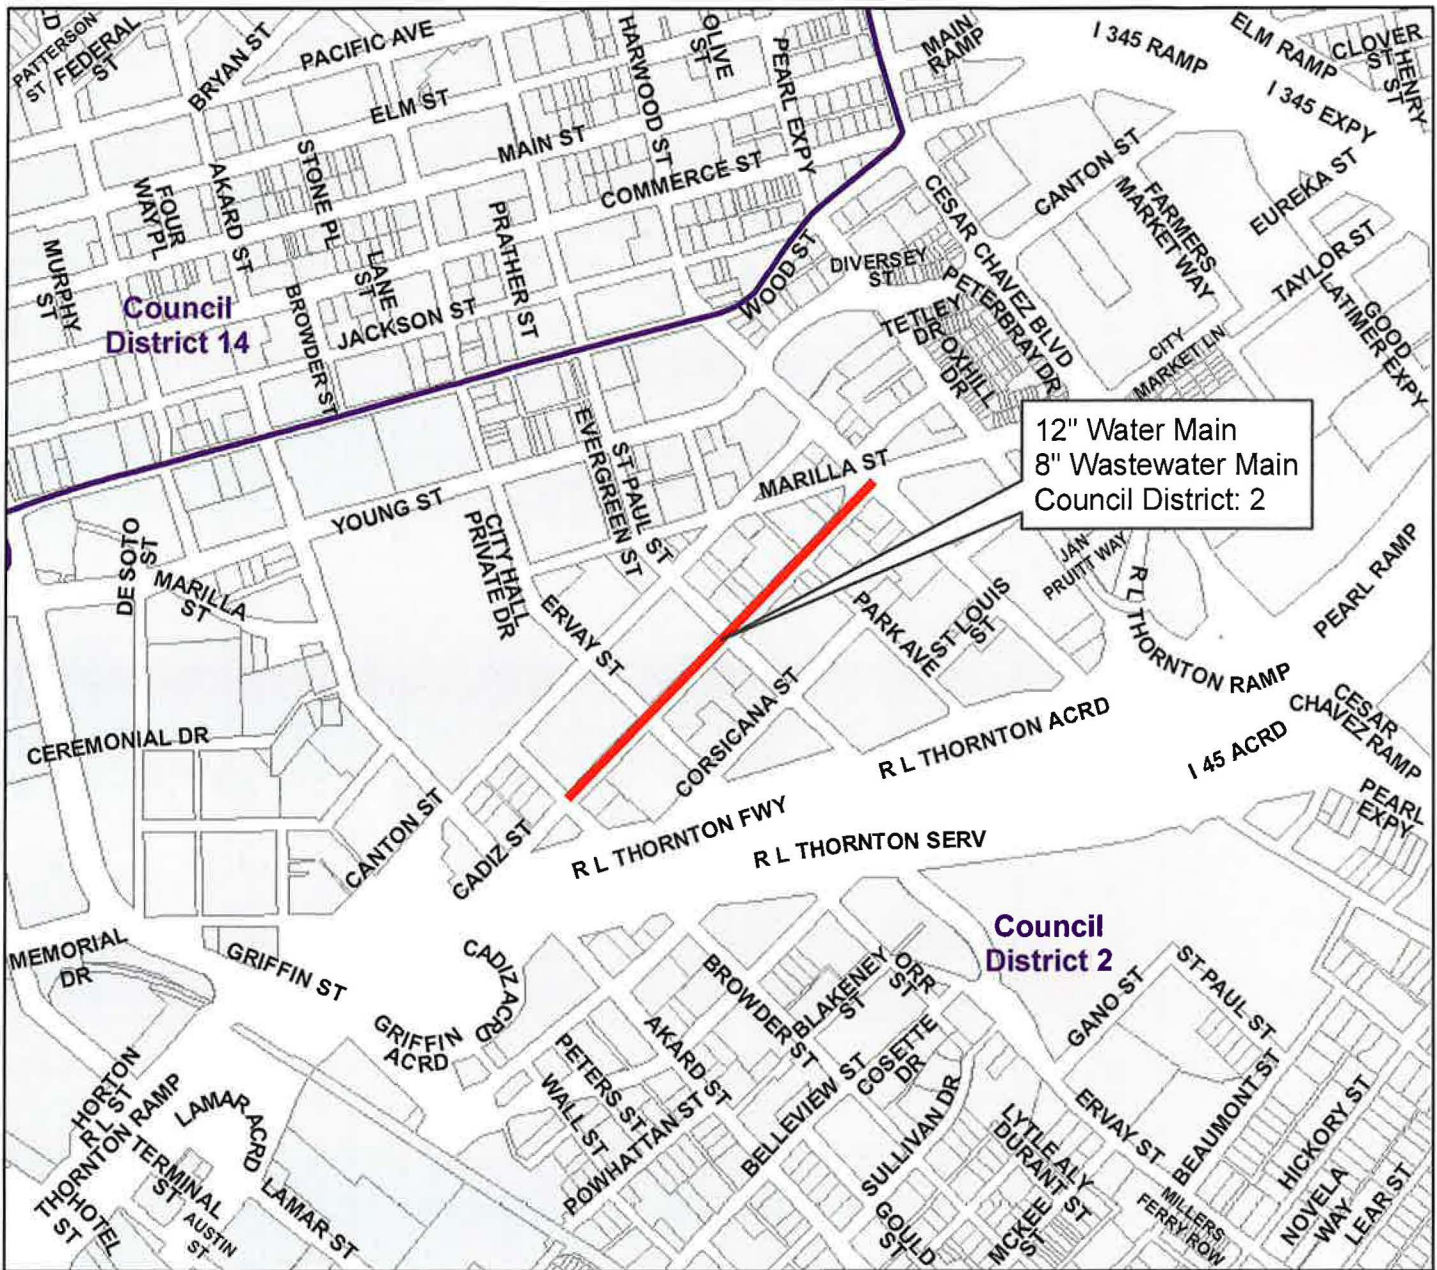 PATTERSON
ST
FEDERAL
ST
BRYAN ST
PACIFIC AVE
HARWOOD ST
OLIVE
ST
PEARL EXPY
MAIN
RAMP
I 345 RAMP
ELM RAMP
CLOVER
ST
HENRY
ST
I 345 EXPY
ELM ST
MAIN ST
COMMERCE ST
STONE PL
AKARD ST
FOUR
WAY PL
MURPHY
ST
Council
District 14
BROWDER ST
LANE
ST
JACKSON ST
PRATHER ST
WOOD ST
DIVERSEY
ST
CESAR CHAVEZ BLVD
CANTON ST
FARMERS
MARKET WAY
EUREKA ST
TAYLOR ST
GOOD
LATIMER EXPY
PETERBRAY DR
TETLEY
DR
OXHILL
DR
CITY
MARKET LN
12" Water Main
8" Wastewater Main
Council District: 2
MARILLA ST
EVERGREEN ST
ST PAUL ST
YOUNG ST
CITY HALL
PRIVATE DR
DE SOTO
ST
MARILLA
ST
ERVAY ST
PARK AVE
ST LOUIS
ST
JAN
PRUITT WAY
R L THORNTON RAMP
PEARL RAMP
CORSICANA ST
CEREMONIAL DR
R L THORNTON ACRD
CESAR
CHAVEZ RAMP
I 45 ACRD
PEARL
EXPY
CANTON ST
CADIZ ST
R L THORNTON FWY
R L THORNTON SERV
Council
District 2
MEMORIAL
DR
GRIFFIN ST
CADIZ ACRD
GRIFFIN
ACRD
BROWDER ST
BLAKENEY
ST
ORR
ST
GANO ST
ST PAUL ST
AKARD ST
PETERS ST
WALL ST
POWHATTAN ST
BELLEVIEW ST
COSETTE
DR
SULLIVAN DR
LYTLE ALY
DURANT ST
ERVAY ST
BEAUMONT ST
HICKORY ST
HORTON
ST
R L
THORNTON RAMP
LAMAR ACRD
TERMINAL
ST
HOTEL
ST
AUSTIN
ST
LAMAR ST
GOULD
ST
MCKEE
ST
MILLERS
FERRY ROW
NOVELA
WAY
LEAR ST